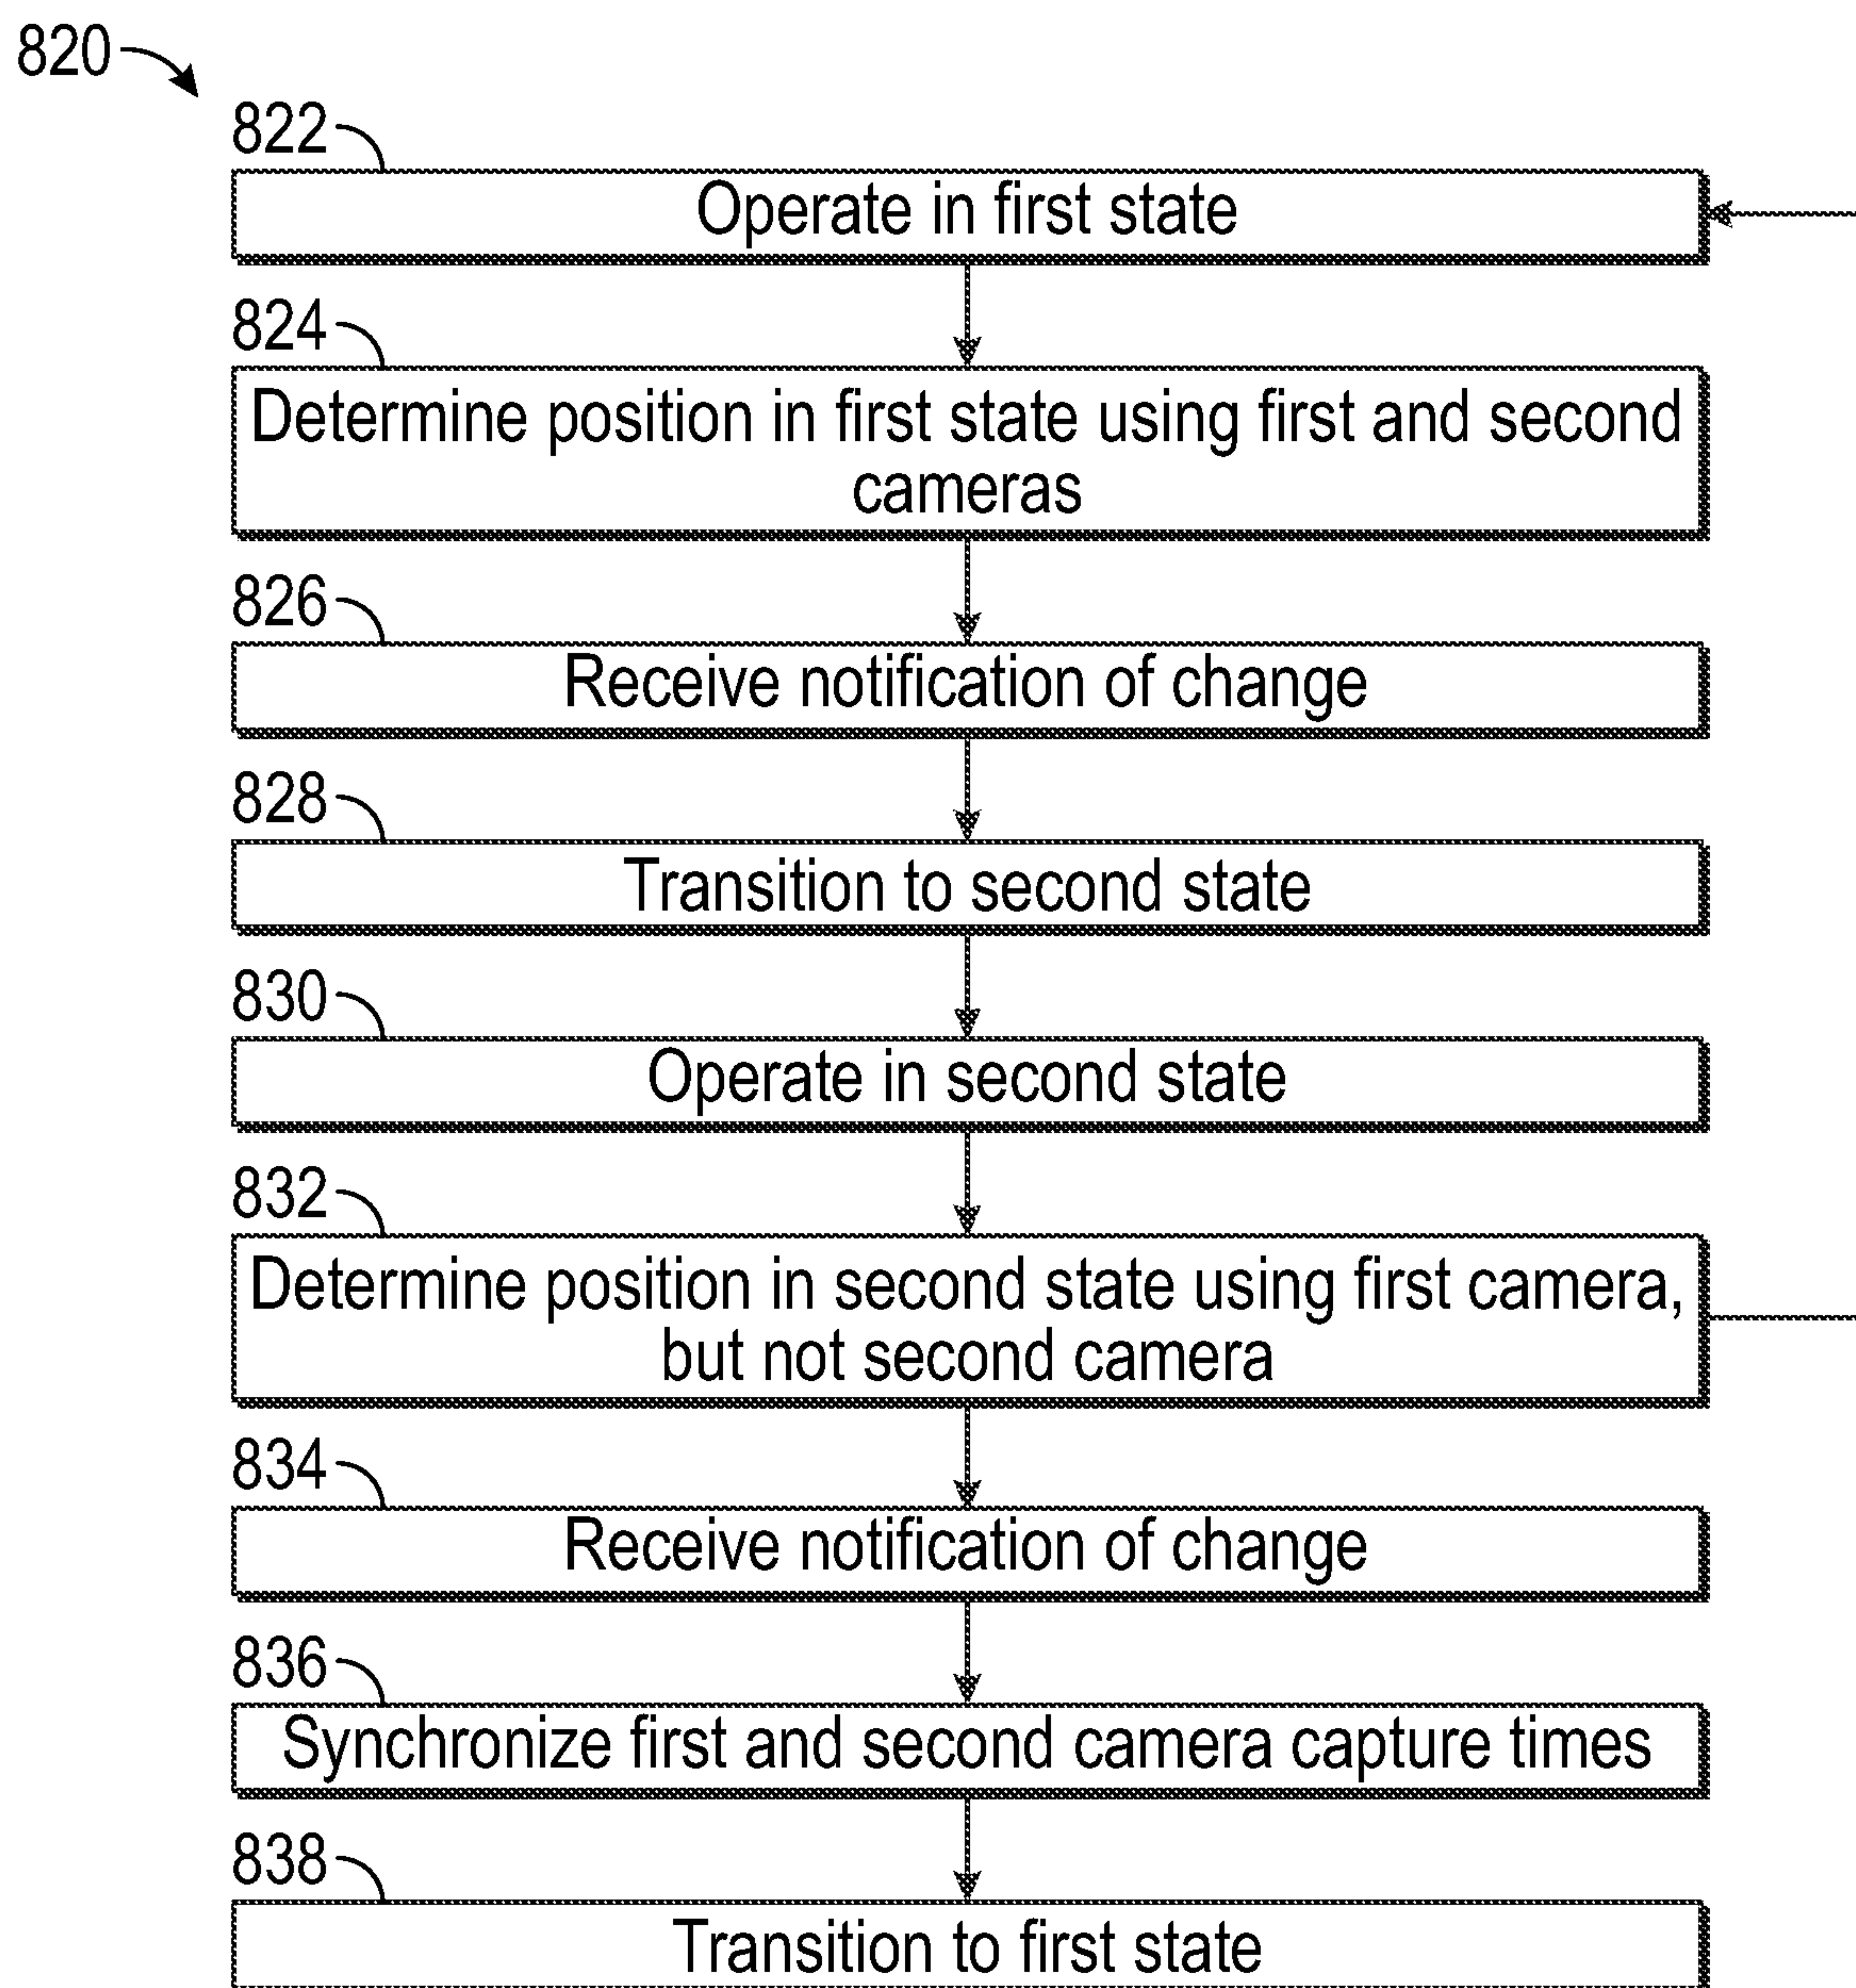 820
822
Operate in first state
824
Determine position in first state using first and second
cameras
826
Receive notification of change
828
Transition to second state
830
Operate in second state
832
Determine position in second state using first camera,
but not second camera
834
Receive notification of change
836
Synchronize first and second camera capture times
838
Transition to first state